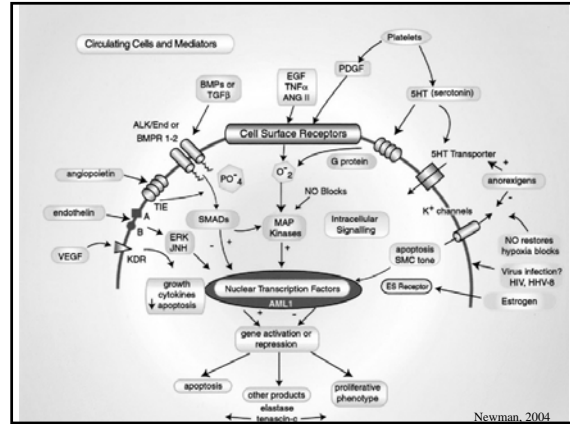 Circulating Cells and Mediators
Platelets
BMPs or
TGFβ
EGF
TNFα
ANG II
PDGF
5HT (serotonin)
ALK/End or
BMPR 1-2
Cell Surface Receptors
G protein
5HT Transporter
angiopoietin
TIE
PO-4
O-2
NO Blocks
+
anorexigens
-
K+ channels
endothelin
A
B
SMADs
MAP
Kinases
Intracellular
Signalling
ERK
JNH
- +
+
VEGF
KDR
apoptosis
SMC tone
NO restores
hypoxia blocks
Virus infection?
HIV, HHV-8
growth
cytokines
↓ apoptosis
Nuclear Transcription Factors
AML1
ES Receptor
Estrogen
+ -
gene activation or
repression
apoptosis
other products
proliferative
phenotype
elastase
tenascin-c
Newman, 2004